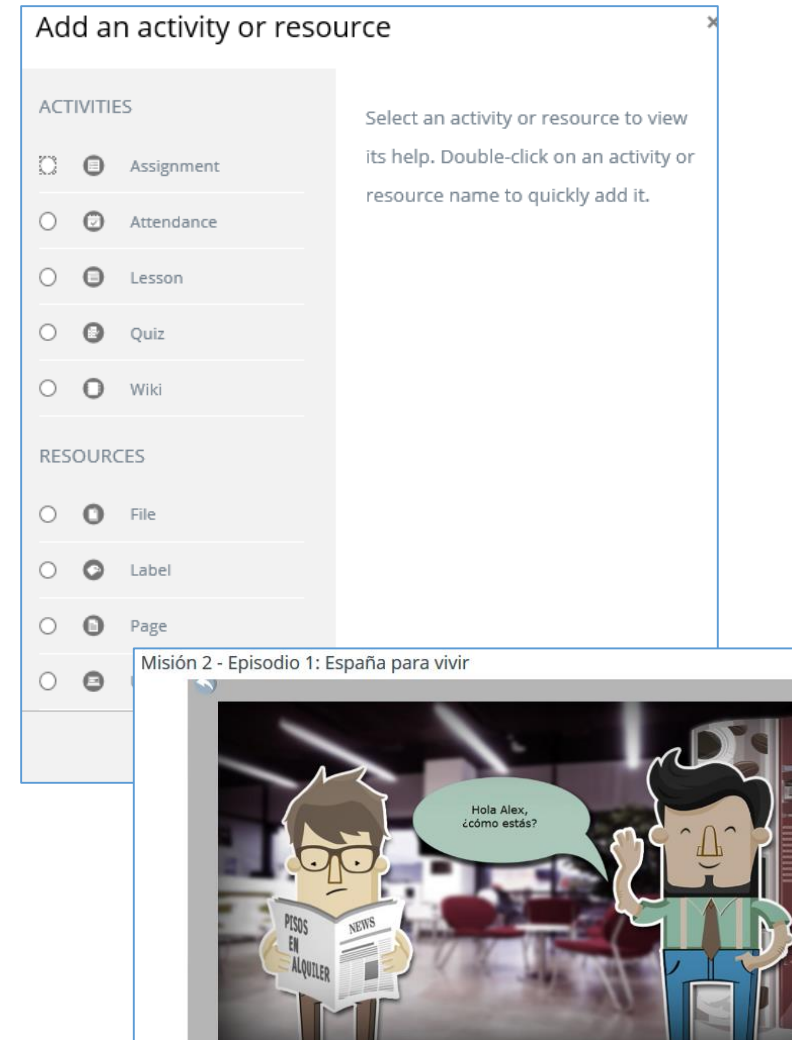 Add an activity or resource
×
ACTIVITIES
Select an activity or resource to view
its help. Double-click on an activity or
resource name to quickly add it.
Assignment
Attendance
Lesson
Quiz
Wiki
RESOURCES
File
Label
Page
Misión 2 - Episodio 1: España para vivir
Hola Alex,
¿cómo estás?
PISOS
EN
ALQUILER
NEWS